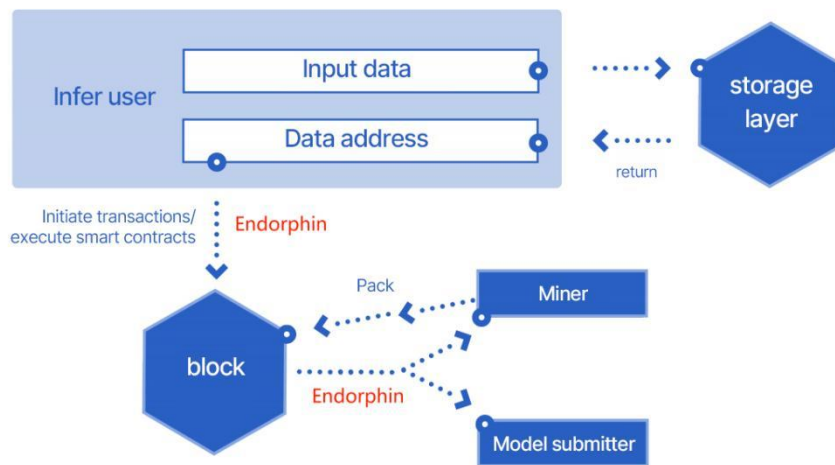 Input data
Infer user
storage
layer
Data address
return
Initiate transactions/
execute smart contracts
Endorphin
Pack
Miner
block
Endorphin
Model submitter